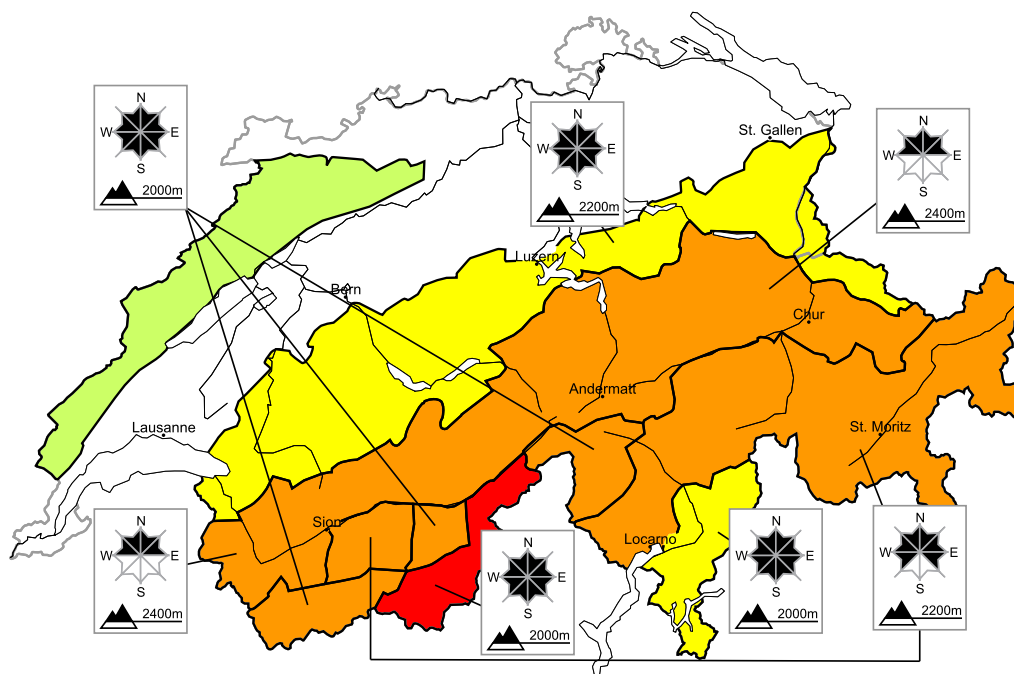 N
W E
S
2000m
N
W E
S
2200m
St. Gallen
N
W E
S
2400m
Luzern
Bern
Chur
Andermatt
Lausanne
St. Moritz
Sion
Locarno
N
W E
S
2400m
N
W E
S
2000m
N
W E
S
2000m
N
W E
S
2200m